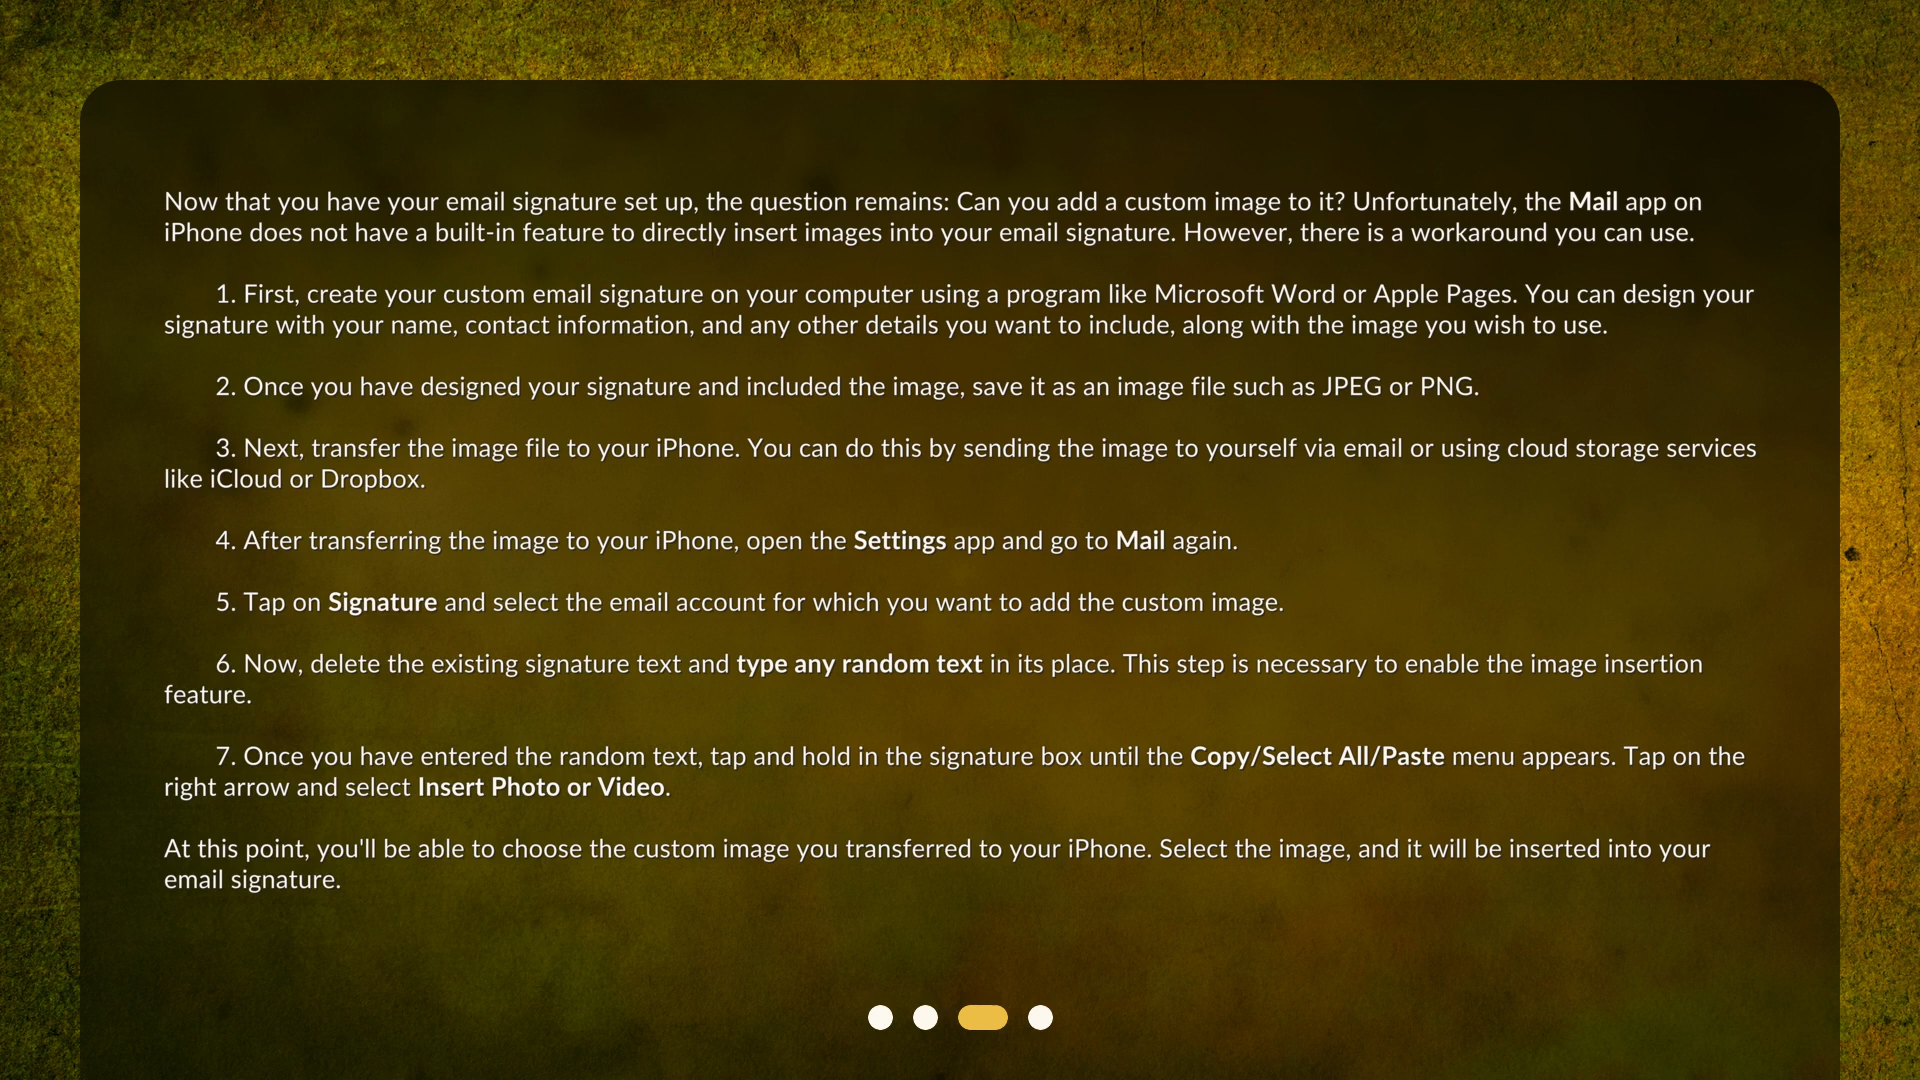 Now that you have your email signature set up, the question remains: Can you add a custom image to it? Unfortunately, the Mail app on
iPhone does not have a built-in feature to directly insert images into your email signature. However, there is a workaround you can use.
1. First, create your custom email signature on your computer using a program like Microsoft Word or Apple Pages. You can design your
signature with your name, contact information, and any other details you want to include, along with the image you wish to use.
2. Once you have designed your signature and included the image, save it as an image file such as JPEG or PNG.
3. Next, transfer the image file to your iPhone. You can do this by sending the image to yourself via email or using cloud storage services
like iCloud or Dropbox.
4. After transferring the image to your iPhone, open the Settings app and go to Mail again.
5. Tap on Signature and select the email account for which you want to add the custom image.
6. Now, delete the existing signature text and type any random text in its place. This step is necessary to enable the image insertion
feature.
7. Once you have entered the random text, tap and hold in the signature box until the Copy/Select All/Paste menu appears. Tap on the
right arrow and select Insert Photo or Video.
At this point, you'll be able to choose the custom image you transferred to your iPhone. Select the image, and it will be inserted into your
email signature.